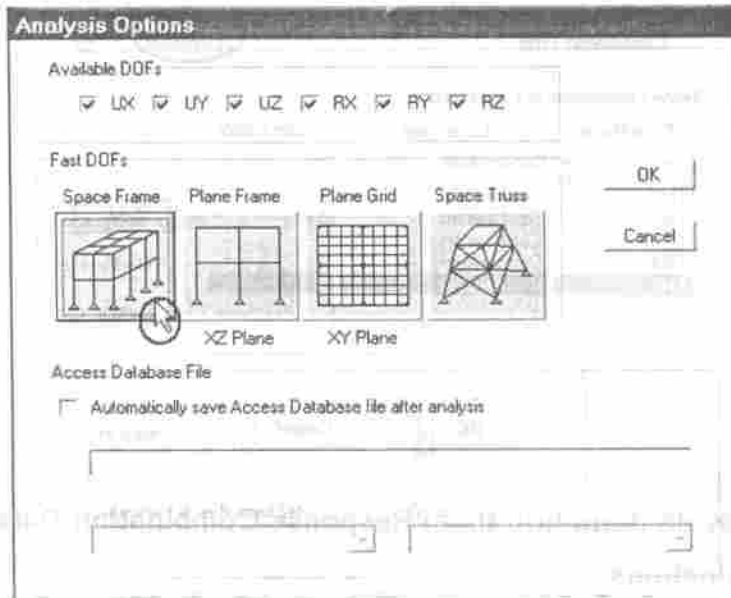 Analysis Options
Available DOFs
UX UY UZ RX RY RZ
Fast DOFs
Space Frame Plane Frame Plane Grid Space Truss
OK
Cancel
XZ Plane XY Plane
Access Database File
Automatically save Access Database file after analysis